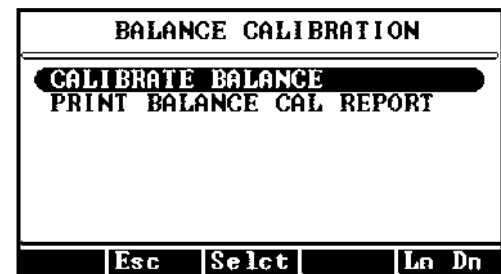 BALANCE CALIBRATION
CALIBRATE BALANCE
PRINT BALANCE CAL REPORT
Esc Selct Ln Dn